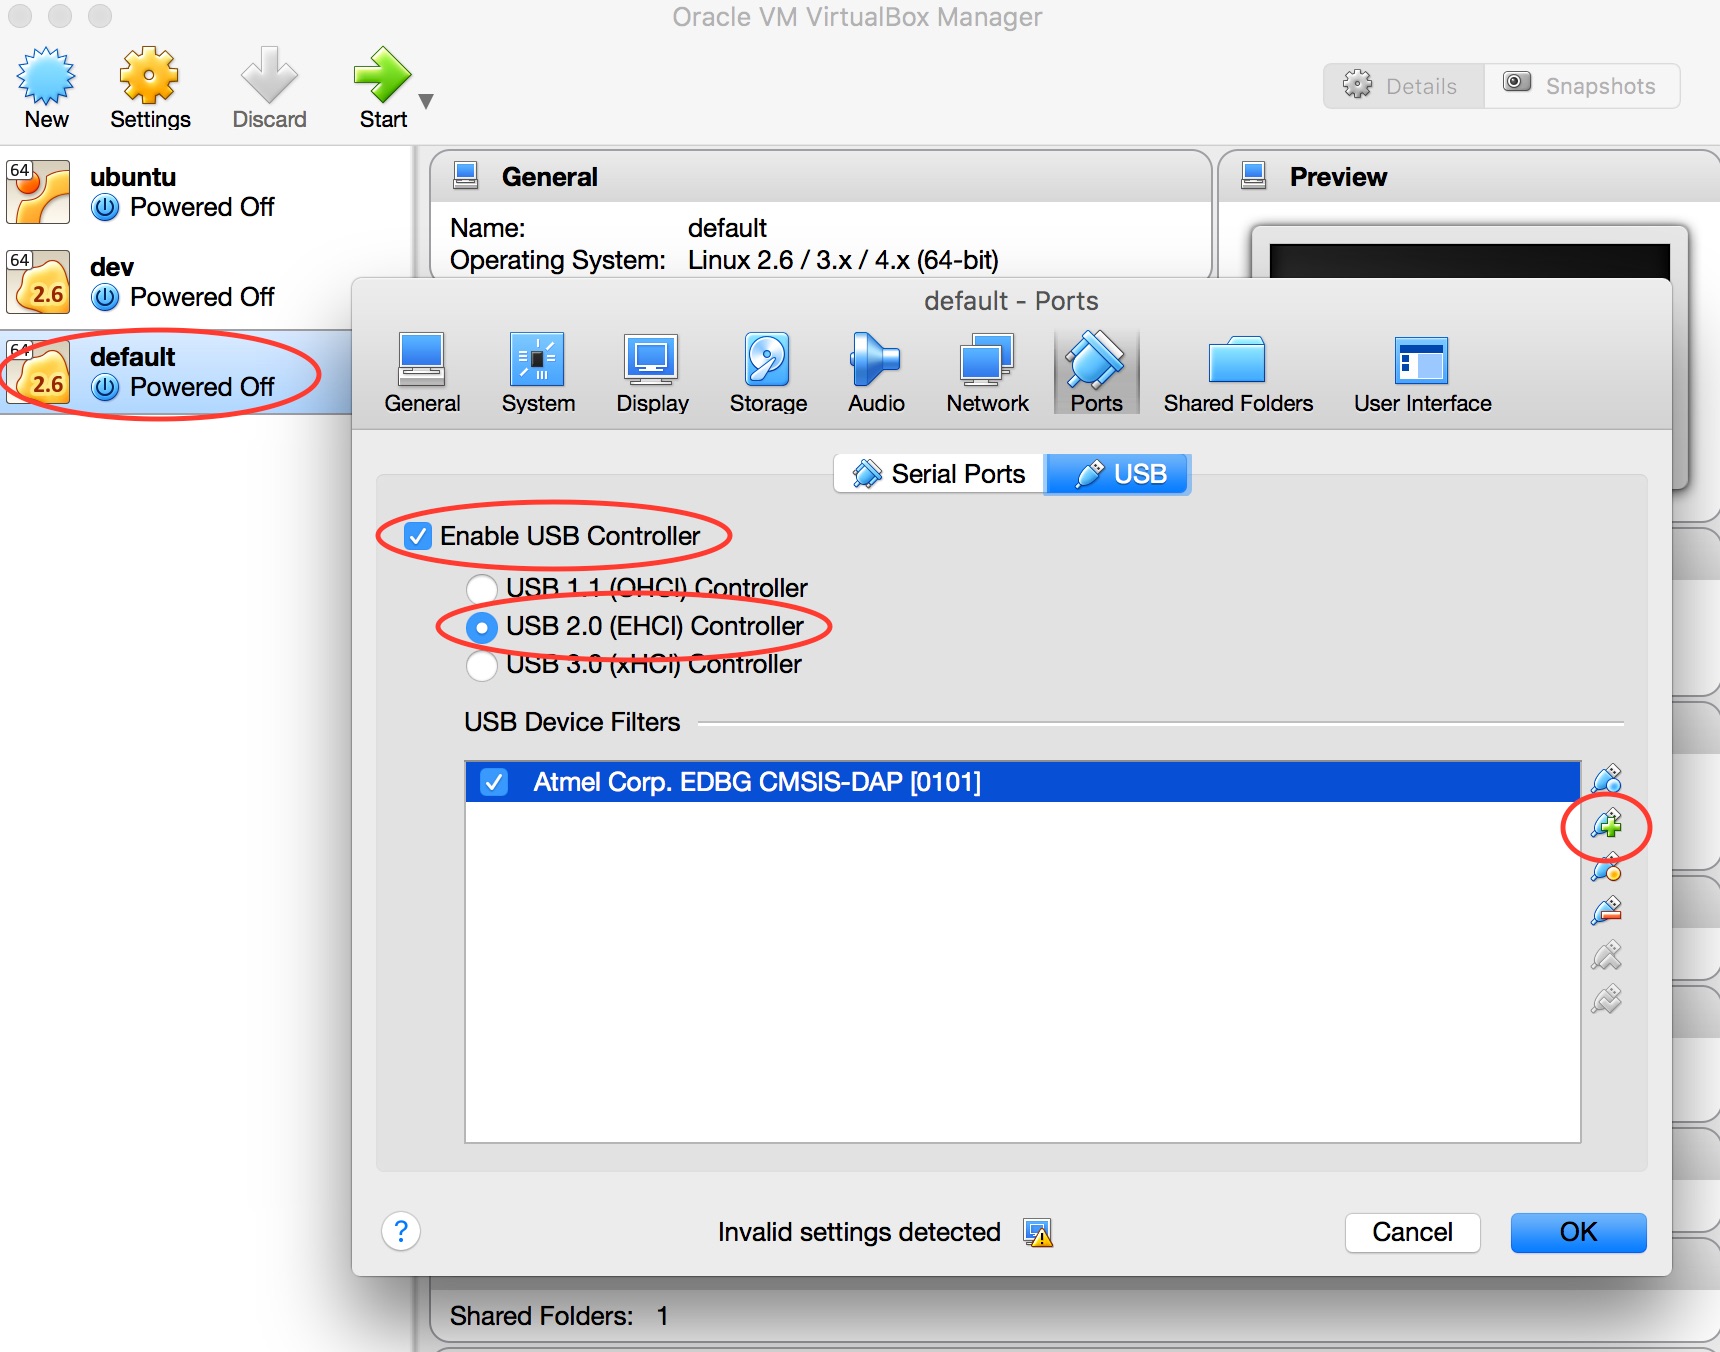 Oracle VM VirtualBox Manager
New
Settings
Discard
Start
Details
Snapshots
64
ubuntu
Powered Off
64
2.6
dev
Powered Off
64
2.6
default
Powered Off
General
Name: default
Operating System: Linux 2.6 / 3.x / 4.x (64-bit)
Preview
default - Ports
General
System
Display
Storage
Audio
Network
Ports
Shared Folders
User Interface
Serial Ports
USB
Enable USB Controller
USB 1.1 (OHCI) Controller
USB 2.0 (EHCI) Controller
USB 3.0 (xHCI) Controller
USB Device Filters
Atmel Corp. EDBG CMSIS-DAP [0101]
?
Invalid settings detected
Cancel
OK
Shared Folders: 1